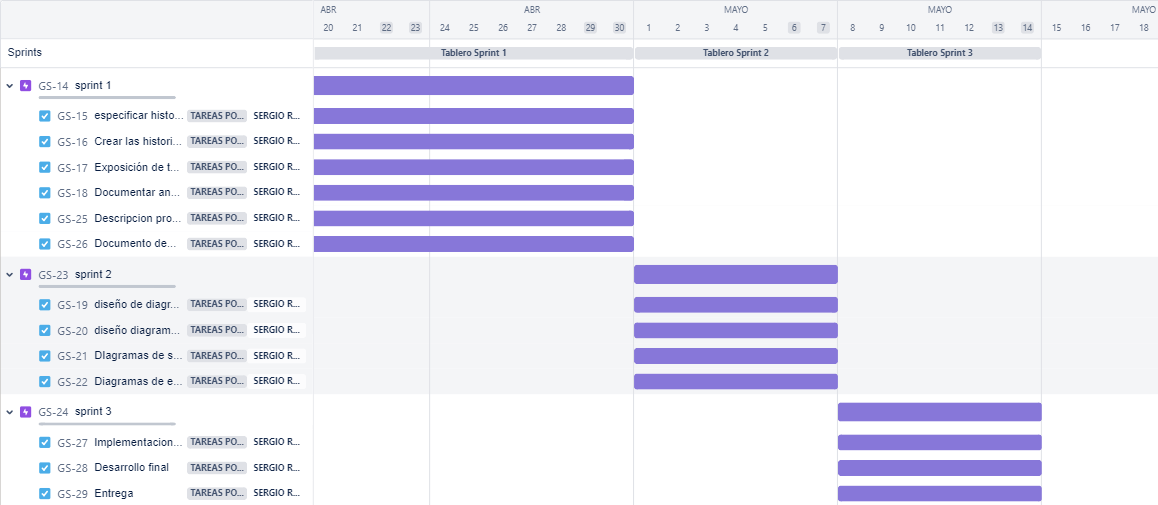 ABR ABR MAYO MAYO MAYO
20 21 22 23 24 25 26 27 28 29 30 1 2 3 4 5 6 7 8 9 10 11 12 13 14 15 16 17 18
Sprints Tablero Sprint 1 Tablero Sprint 2 Tablero Sprint 3
GS-14 sprint 1
GS-15 especificar histo... TAREAS PO... SERGIO R...
GS-16 Crear las histori... TAREAS PO... SERGIO R...
GS-17 Exposición de t... TAREAS PO... SERGIO R...
GS-18 Documentar an... TAREAS PO... SERGIO R...
GS-25 Descripcion pro... TAREAS PO... SERGIO R...
GS-26 Documento de... TAREAS PO... SERGIO R...
GS-23 sprint 2
GS-19 diseño de diagr... TAREAS PO... SERGIO R...
GS-20 diseño diagram... TAREAS PO... SERGIO R...
GS-21 DIagramas de s... TAREAS PO... SERGIO R...
GS-22 Diagramas de e... TAREAS PO... SERGIO R...
GS-24 sprint 3
GS-27 Implementacion... TAREAS PO... SERGIO R...
GS-28 Desarrollo final TAREAS PO... SERGIO R...
GS-29 Entrega TAREAS PO... SERGIO R...